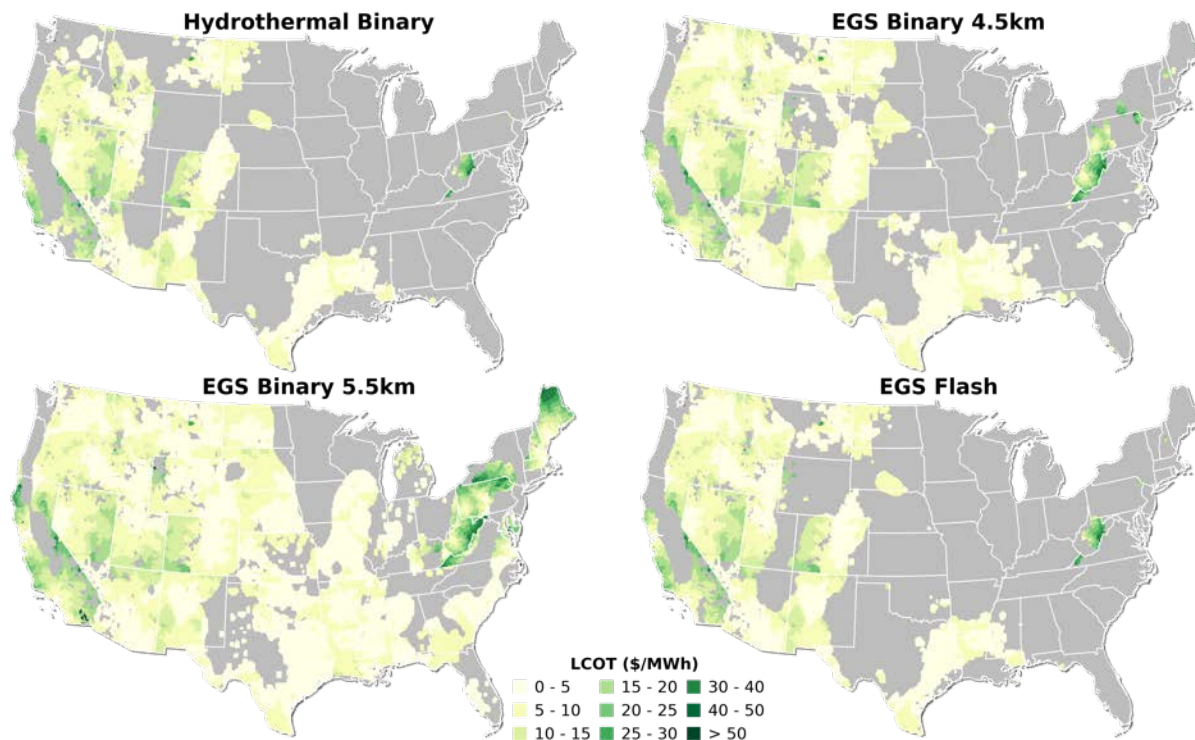 Hydrothermal Binary
EGS Binary 4.5km
EGS Binary 5.5km
EGS Flash
LCOT ($/MWh)
0 - 5 15 - 20 30 - 40
5 - 10 20 - 25 40 - 50
10 - 15 25 - 30 > 50